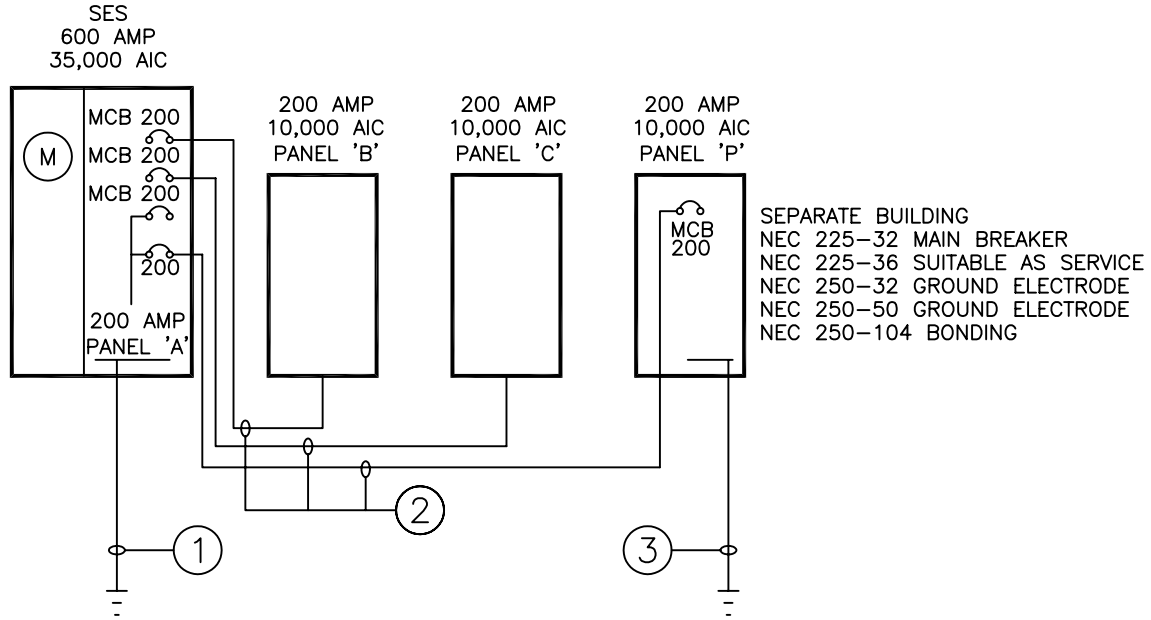 SES
600 AMP
35,000 AIC
M
MCB 200
MCB 200
MCB 200
200
200 AMP
PANEL 'A'
200 AMP
10,000 AIC
PANEL 'B'
200 AMP
10,000 AIC
PANEL 'C'
200 AMP
10,000 AIC
PANEL 'P'
MCB
200
SEPARATE BUILDING
NEC 225-32 MAIN BREAKER
NEC 225-36 SUITABLE AS SERVICE
NEC 250-32 GROUND ELECTRODE
NEC 250-50 GROUND ELECTRODE
NEC 250-104 BONDING
2
1
3